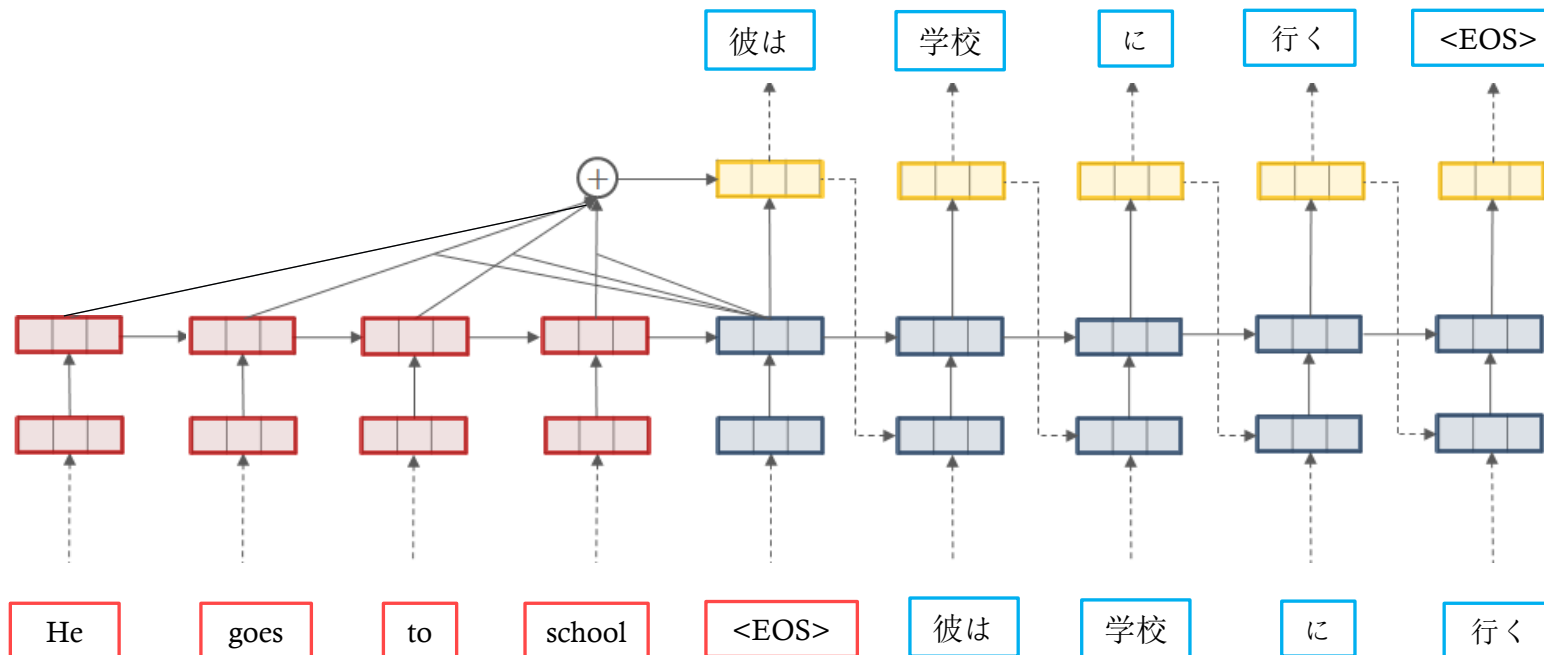 彼は 学校 に 行く <EOS>
+
He goes to school <EOS> 彼は 学校 に 行く